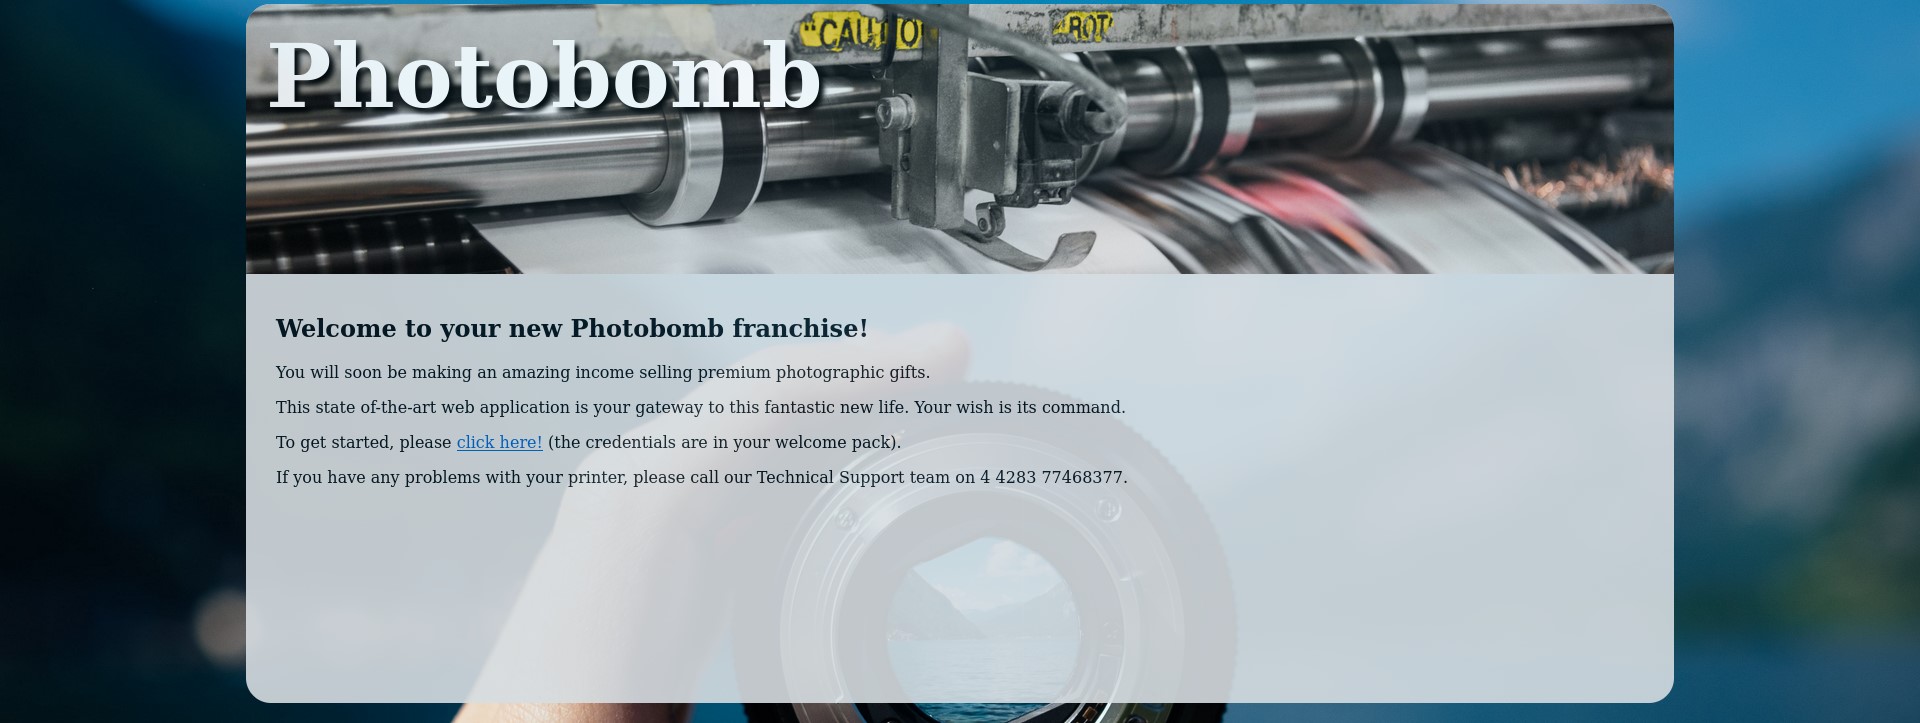 "CAUTIO
ROT
Photobomb
Welcome to your new Photobomb franchise!
You will soon be making an amazing income selling premium photographic gifts.
This state of-the-art web application is your gateway to this fantastic new life. Your wish is its command.
To get started, please click here! (the credentials are in your welcome pack).
If you have any problems with your printer, please call our Technical Support team on 4 4283 77468377.